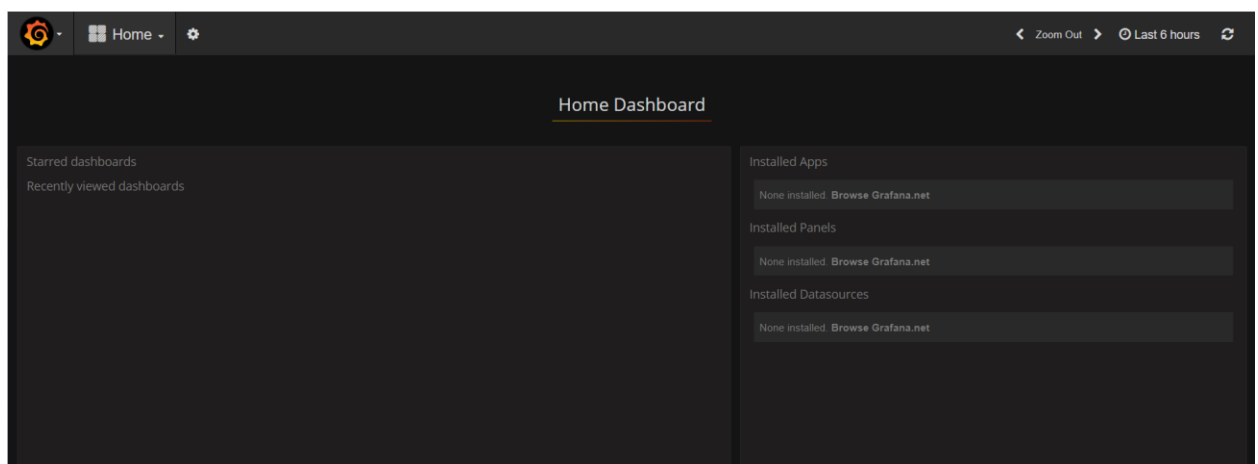 Home
Zoom Out
Last 6 hours
Home Dashboard
Starred dashboards
Recently viewed dashboards
Installed Apps
None installed. Browse Grafana.net
Installed Panels
None installed. Browse Grafana.net
Installed Datasources
None installed. Browse Grafana.net